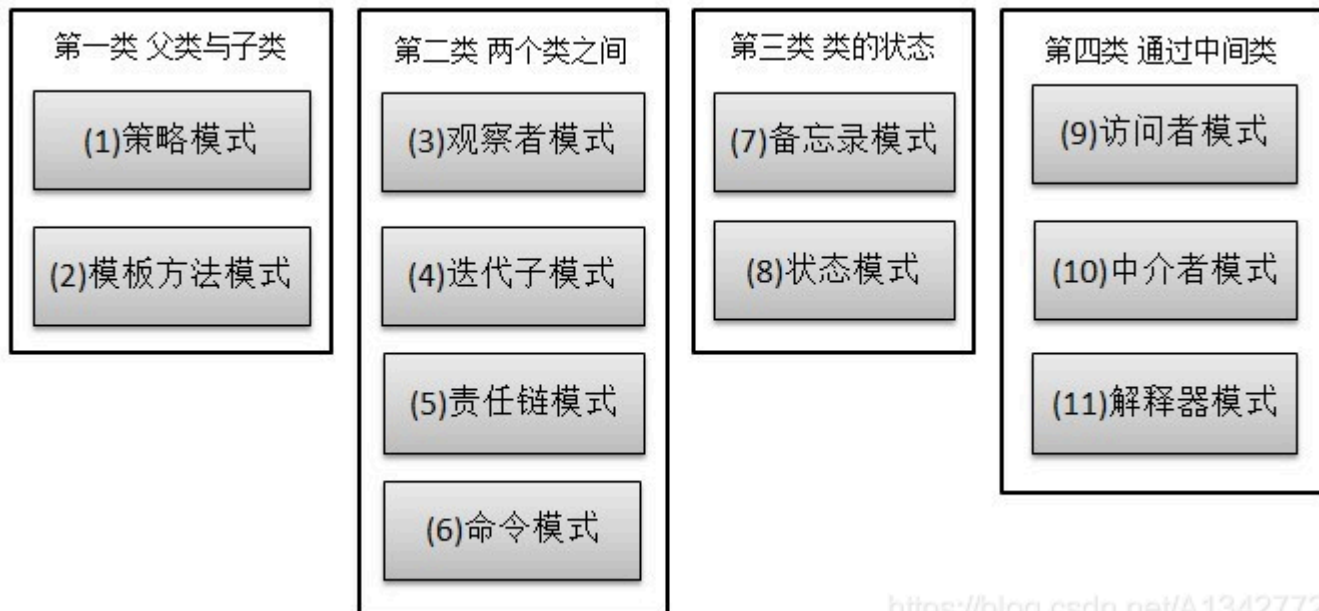 第一类 父类与子类
(1)策略模式
(2)模板方法模式
第二类 两个类之间
(3)观察者模式
(4)迭代子模式
(5)责任链模式
(6)命令模式
第三类 类的状态
(7)备忘录模式
(8)状态模式
第四类 通过中间类
(9)访问者模式
(10)中介者模式
(11)解释器模式